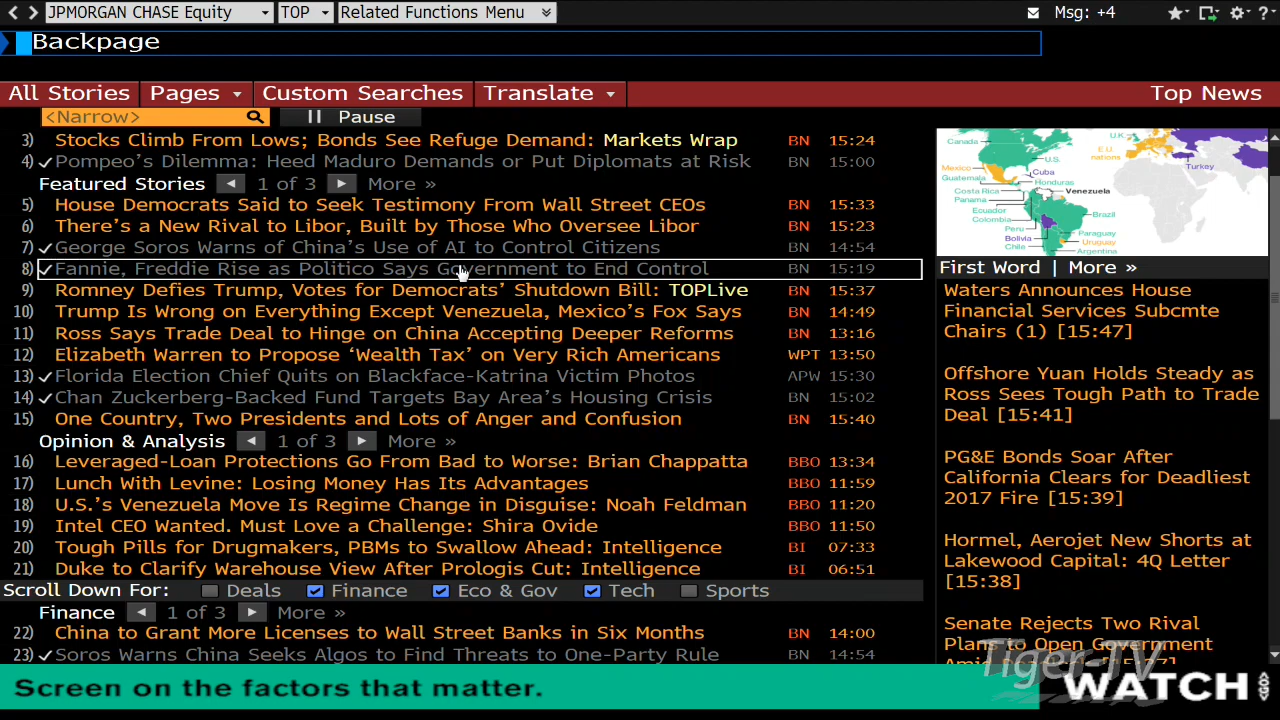 JPMORGAN CHASE Equity TOP Related Functions Menu Msg: +4
Backpage
All Stories Pages Custom Searches Translate Top News
<Narrow> Pause
3) Stocks Climb From Lows; Bonds See Refuge Demand: Markets Wrap BN 15:24
4) Pompeo's Dilemma: Heed Maduro Demands or Put Diplomats at Risk BN 15:00
Featured Stories 1 of 3 More »
5) House Democrats Said to Seek Testimony From Wall Street CEOs BN 15:33
6) There's a New Rival to Libor, Built by Those Who Oversee Libor BN 15:23
7) George Soros Warns of China's Use of AI to Control Citizens BN 14:54
8) Fannie, Freddie Rise as Politico Says Government to End Control BN 15:19
9) Romney Defies Trump, Votes for Democrats' Shutdown Bill: TOPLive BN 15:37
10) Trump Is Wrong on Everything Except Venezuela, Mexico's Fox Says BN 14:49
11) Ross Says Trade Deal to Hinge on China Accepting Deeper Reforms BN 13:16
12) Elizabeth Warren to Propose 'Wealth Tax' on Very Rich Americans WPT 13:50
13) Florida Election Chief Quits on Blackface-Katrina Victim Photos APW 15:30
14) Chan Zuckerberg-Backed Fund Targets Bay Area's Housing Crisis BN 15:02
15) One Country, Two Presidents and Lots of Anger and Confusion BN 15:40
Opinion & Analysis 1 of 3 More »
16) Leveraged-Loan Protections Go From Bad to Worse: Brian Chappatta BBO 13:34
17) Lunch With Levine: Losing Money Has Its Advantages BBO 11:59
18) U.S.'s Venezuela Move Is Regime Change in Disguise: Noah Feldman BBO 11:20
19) Intel CEO Wanted. Must Love a Challenge: Shira Ovide BBO 11:50
20) Tough Pills for Drugmakers, PBMs to Swallow Ahead: Intelligence BI 07:33
21) Duke to Clarify Warehouse View After Prologis Cut: Intelligence BI 06:51
Scroll Down For: Deals Finance Eco & Gov Tech Sports
Finance 1 of 3 More »
22) China to Grant More Licenses to Wall Street Banks in Six Months BN 14:00
23) Soros Warns China Seeks Algos to Find Threats to One-Party Rule BN 14:54
Canada
U.K.
U.S.
E.U. nations
Turkey
Mexico
Cuba
Guatemala
Honduras
Costa Rica
Venezuela
Panama
Ecuador
Colombia
Brazil
Peru
Bolivia
Paraguay
Chile
Uruguay
Argentina
First Word | More »
Waters Announces House
Financial Services Subcmte
Chairs (1) [15:47]
Offshore Yuan Holds Steady as
Ross Sees Tough Path to Trade
Deal [15:41]
PG&E Bonds Soar After
California Clears for Deadliest
2017 Fire [15:39]
Hormel, Aerojet New Shorts at
Lakewood Capital: 4Q Letter
[15:38]
Senate Rejects Two Rival
Plans to Open Government
Tiger-TV
Screen on the factors that matter.
WATCH